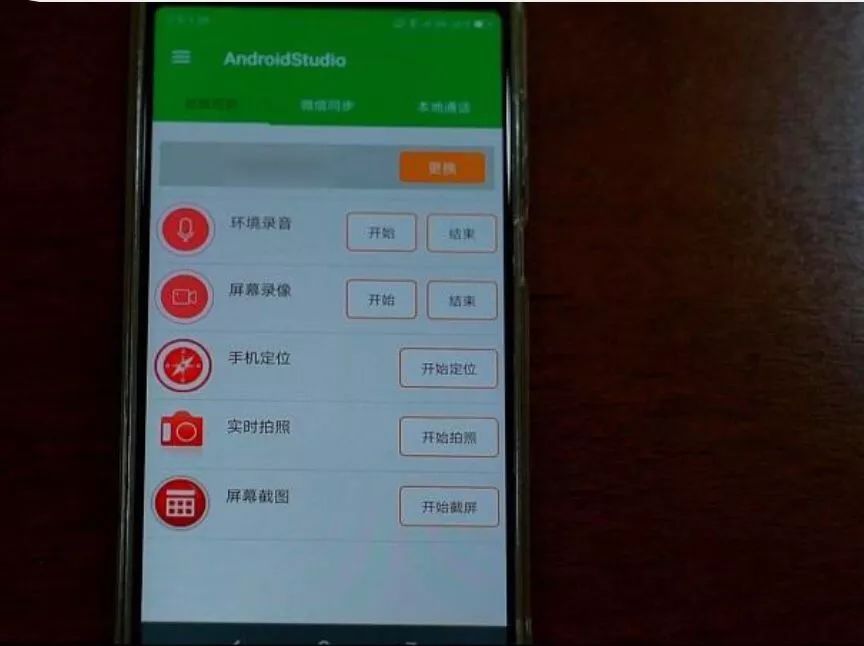 AndroidStudio
微信同步
本地通话
更换
环境录音
开始
结束
屏幕录像
开始
结束
手机定位
开始定位
实时拍照
开始拍照
屏幕截图
开始截屏